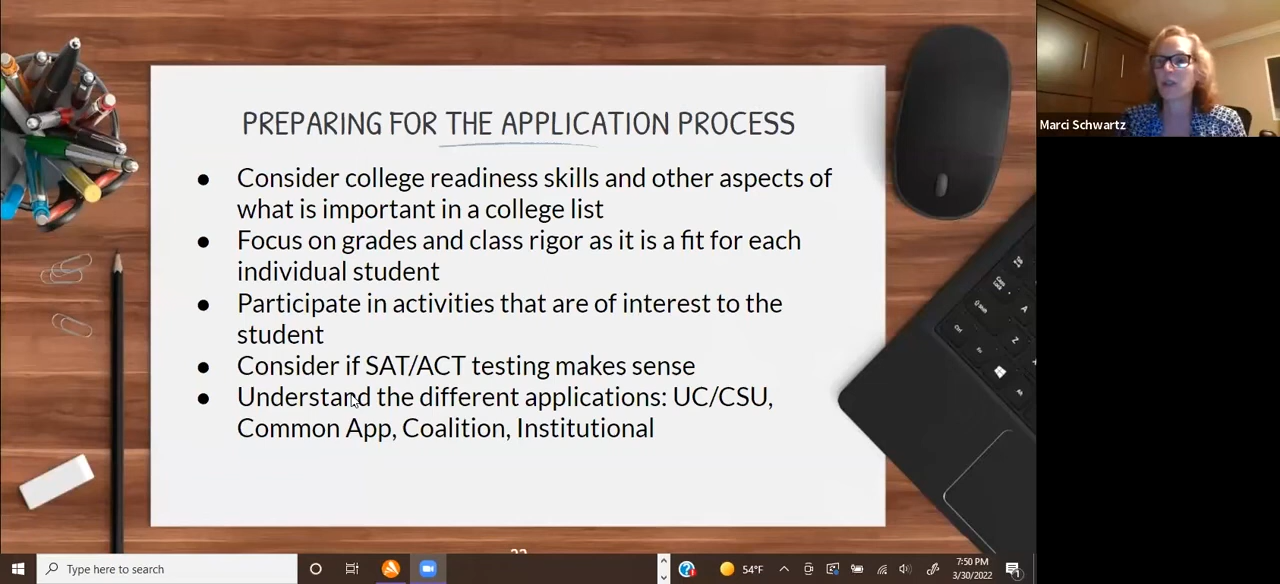 PREPARING FOR THE APPLICATION PROCESS
● Consider college readiness skills and other aspects of
what is important in a college list
● Focus on grades and class rigor as it is a fit for each
individual student
● Participate in activities that are of interest to the
student
● Consider if SAT/ACT testing makes sense
● Understand the different applications: UC/CSU,
Common App, Coalition, Institutional
Marci Schwartz
Type here to search
54°F
7:50 PM
3/30/2022